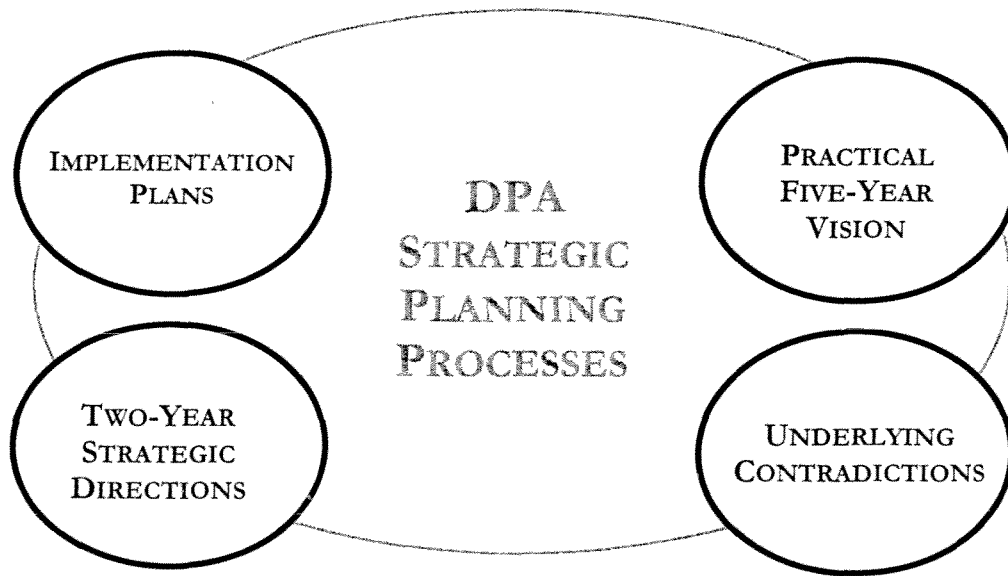 IMPLEMENTATION
PLANS
PRACTICAL
FIVE-YEAR
VISION
DPA
STRATEGIC
PLANNING
PROCESSES
TWO-YEAR
STRATEGIC
DIRECTIONS
UNDERLYING
CONTRADICTIONS